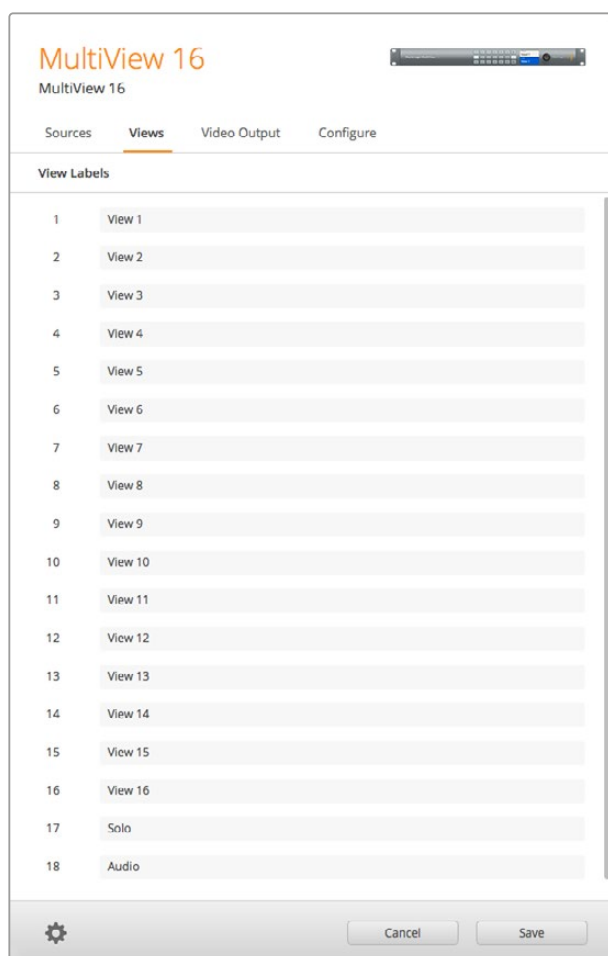 MultiView 16
MultiView 16
Sources Views Video Output Configure
View Labels
1 View 1
2 View 2
3 View 3
4 View 4
5 View 5
6 View 6
7 View 7
8 View 8
9 View 9
10 View 10
11 View 11
12 View 12
13 View 13
14 View 14
15 View 15
16 View 16
17 Solo
18 Audio
Cancel Save